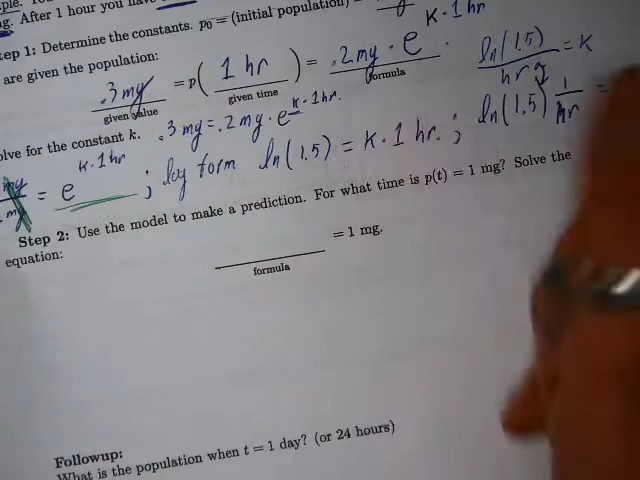 g. After 1 hour you have
tep 1: Determine the constants. p₀ = (initial population)
K · 1 hr
are given the population:
.3 mg = p( 1 hr ) = .2 mg · e
given value given time formula
ln(1.5) = K
hr
olve for the constant k. .3 mg = .2 mg · e^K · 1 hr.
mg = e^K · 1 hr ; log form ln(1.5) = K · 1 hr. ; ln(1.5) 1/hr =
Step 2: Use the model to make a prediction. For what time is p(t) = 1 mg? Solve the
equation:
= 1 mg.
formula
Followup:
What is the population when t = 1 day? (or 24 hours)